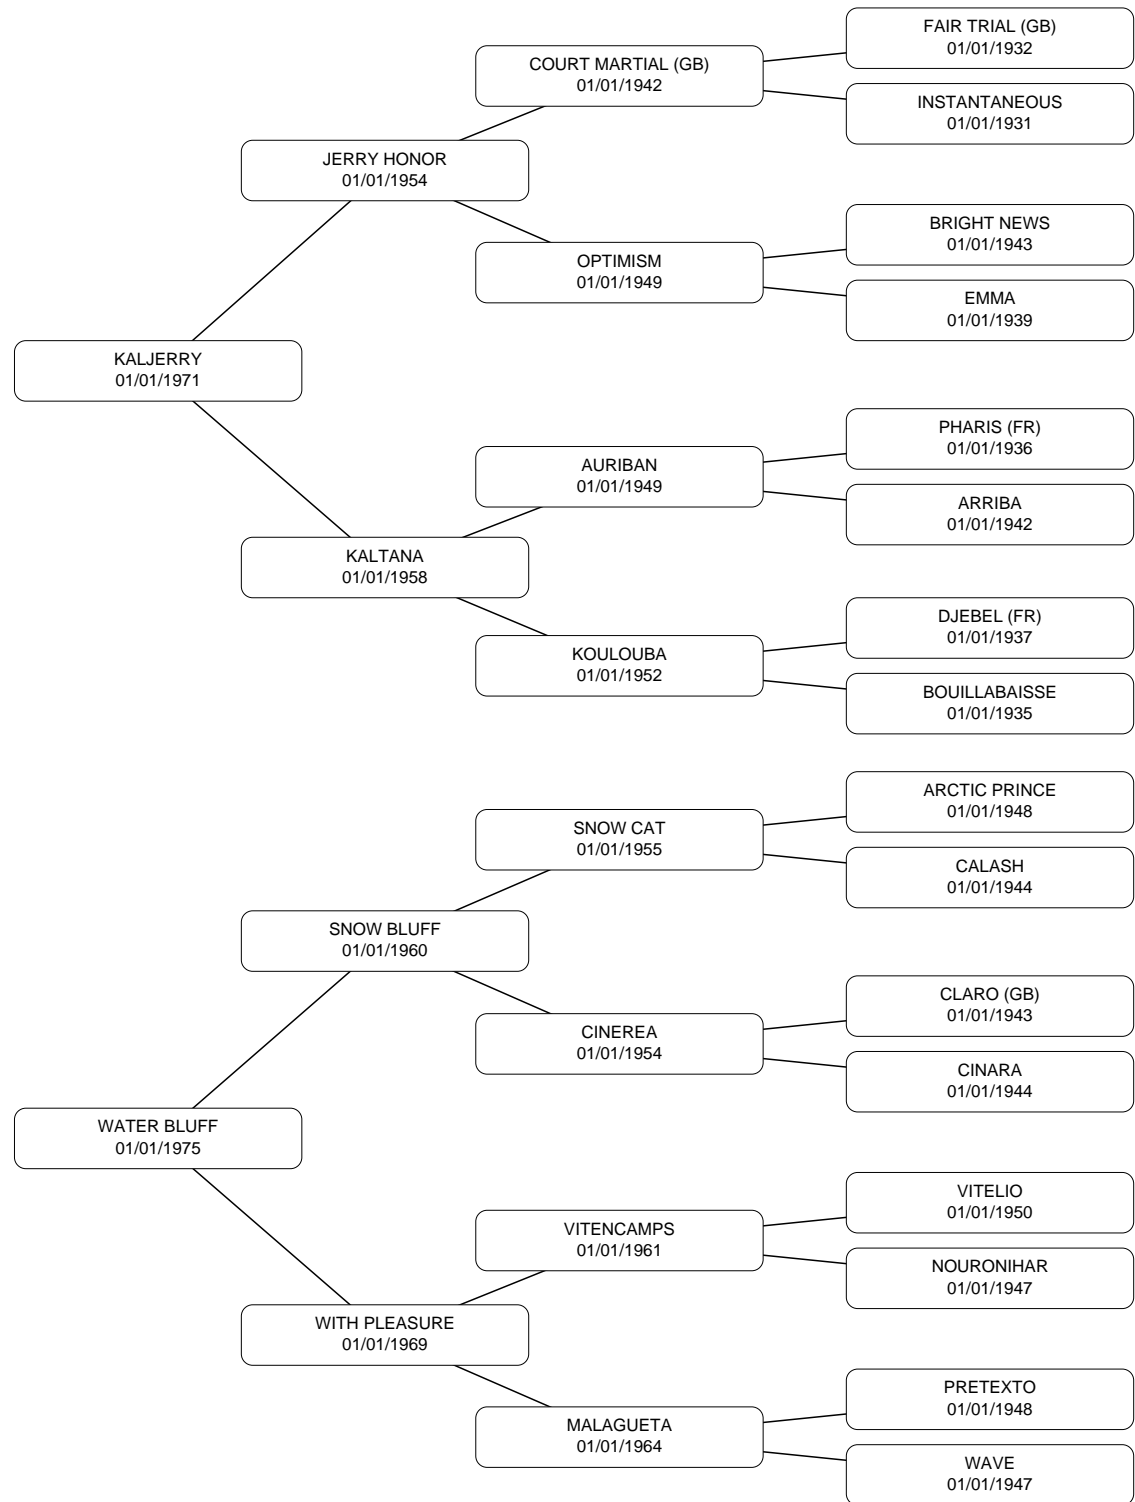 FAIR TRIAL (GB)
01/01/1932
COURT MARTIAL (GB)
01/01/1942
INSTANTANEOUS
01/01/1931
JERRY HONOR
01/01/1954
BRIGHT NEWS
01/01/1943
OPTIMISM
01/01/1949
EMMA
01/01/1939
KALJERRY
01/01/1971
PHARIS (FR)
01/01/1936
AURIBAN
01/01/1949
ARRIBA
01/01/1942
KALTANA
01/01/1958
DJEBEL (FR)
01/01/1937
KOULOUBA
01/01/1952
BOUILLABAISSE
01/01/1935
ARCTIC PRINCE
01/01/1948
SNOW CAT
01/01/1955
CALASH
01/01/1944
SNOW BLUFF
01/01/1960
CLARO (GB)
01/01/1943
CINEREA
01/01/1954
CINARA
01/01/1944
WATER BLUFF
01/01/1975
VITELIO
01/01/1950
VITENCAMPS
01/01/1961
NOURONIHAR
01/01/1947
WITH PLEASURE
01/01/1969
PRETEXTO
01/01/1948
MALAGUETA
01/01/1964
WAVE
01/01/1947